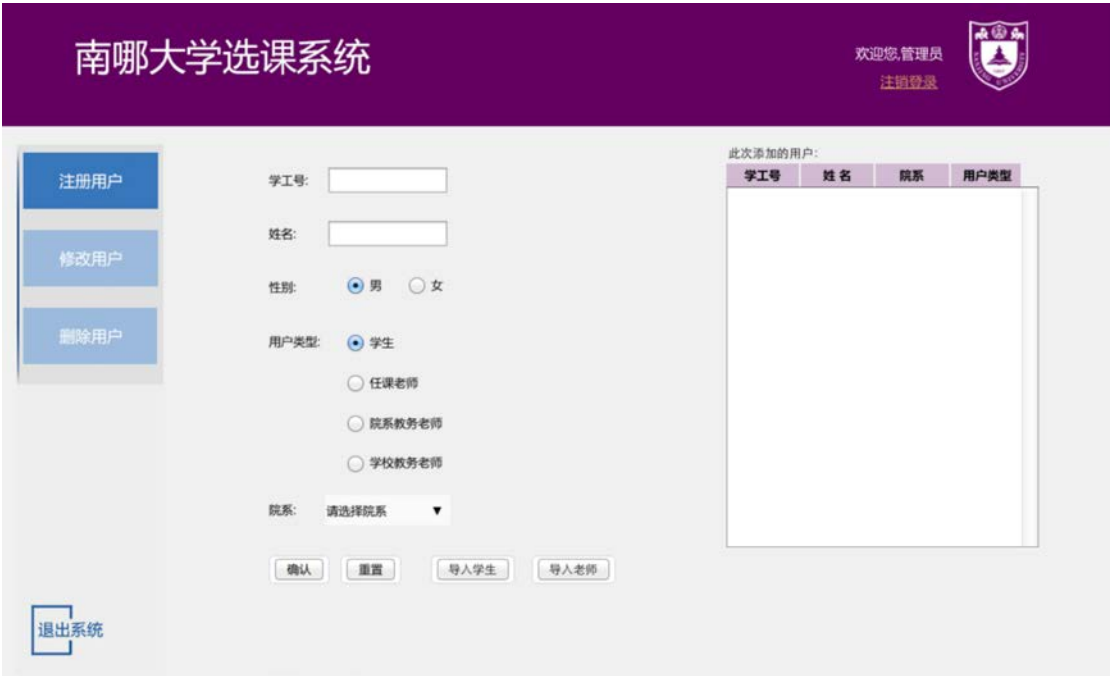 南哪大学选课系统
欢迎您,管理员
注销登录
注册用户
修改用户
删除用户
退出系统
学工号:
姓名:
性别: 男 女
用户类型: 学生
任课老师
院系教务老师
学校教务老师
院系: 请选择院系 ▼
确认 重置 导入学生 导入老师
此次添加的用户:
学工号 姓 名 院系 用户类型